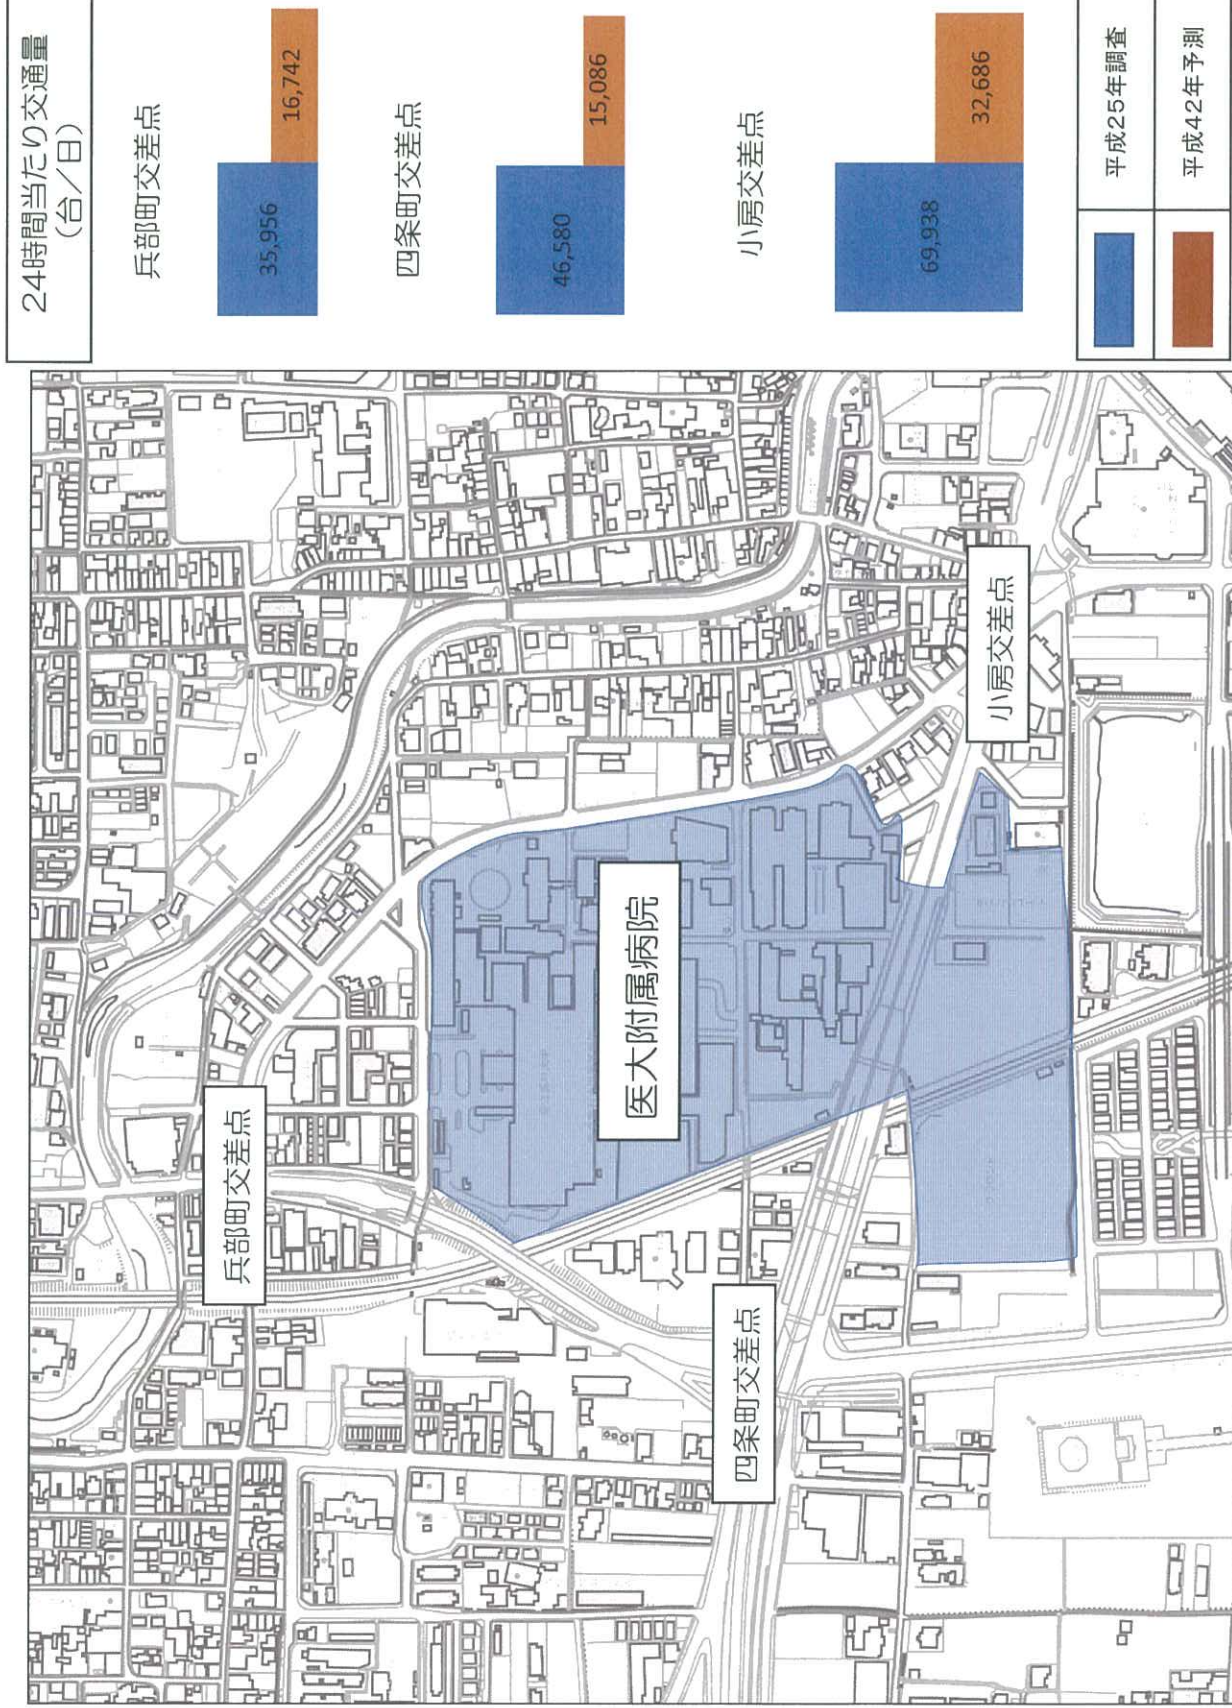 24時間当たり交通量
(台/日)
兵部町交差点
35,956
16,742
四条町交差点
46,580
15,086
小房交差点
69,938
32,686
平成25年調査
平成42年予測
兵部町交差点
医大附属病院
四条町交差点
小房交差点